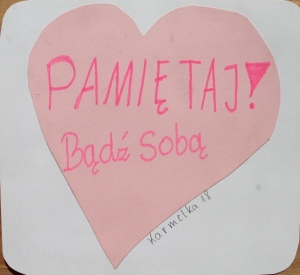 PAMIĘTAJ!
Bądź Sobą
Karmelka 18